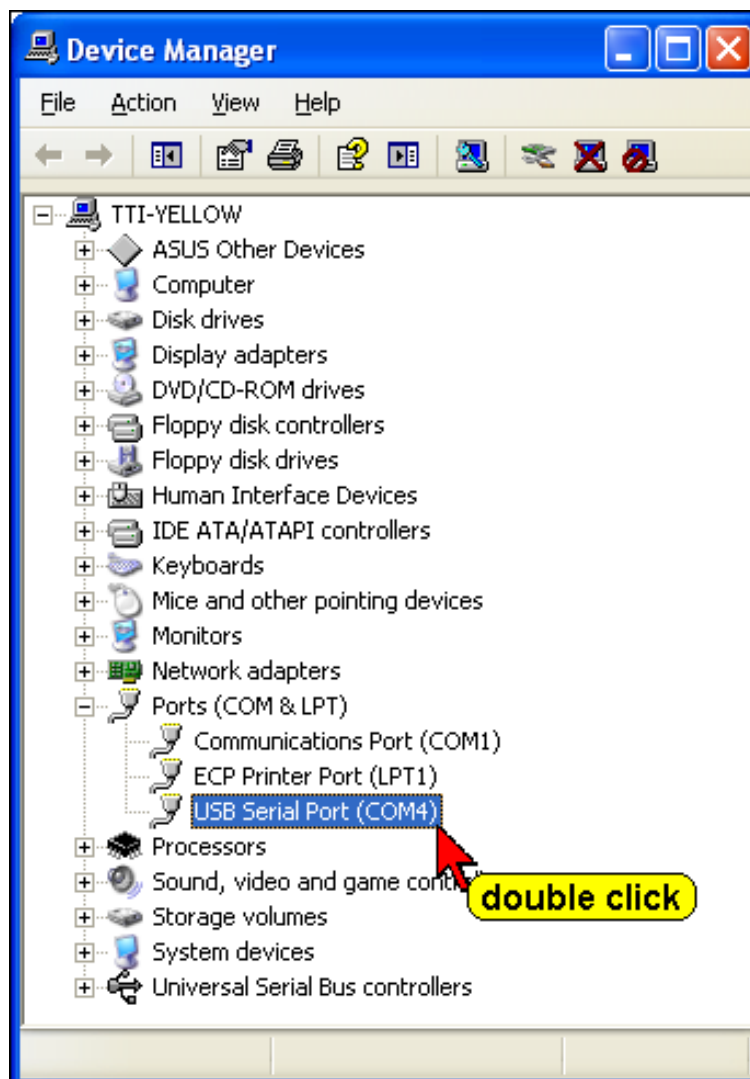 Device Manager
File Action View Help
TTI-YELLOW
ASUS Other Devices
Computer
Disk drives
Display adapters
DVD/CD-ROM drives
Floppy disk controllers
Floppy disk drives
Human Interface Devices
IDE ATA/ATAPI controllers
Keyboards
Mice and other pointing devices
Monitors
Network adapters
Ports (COM & LPT)
Communications Port (COM1)
ECP Printer Port (LPT1)
USB Serial Port (COM4)
Processors
Sound, video and game
double click
Storage volumes
System devices
Universal Serial Bus controllers